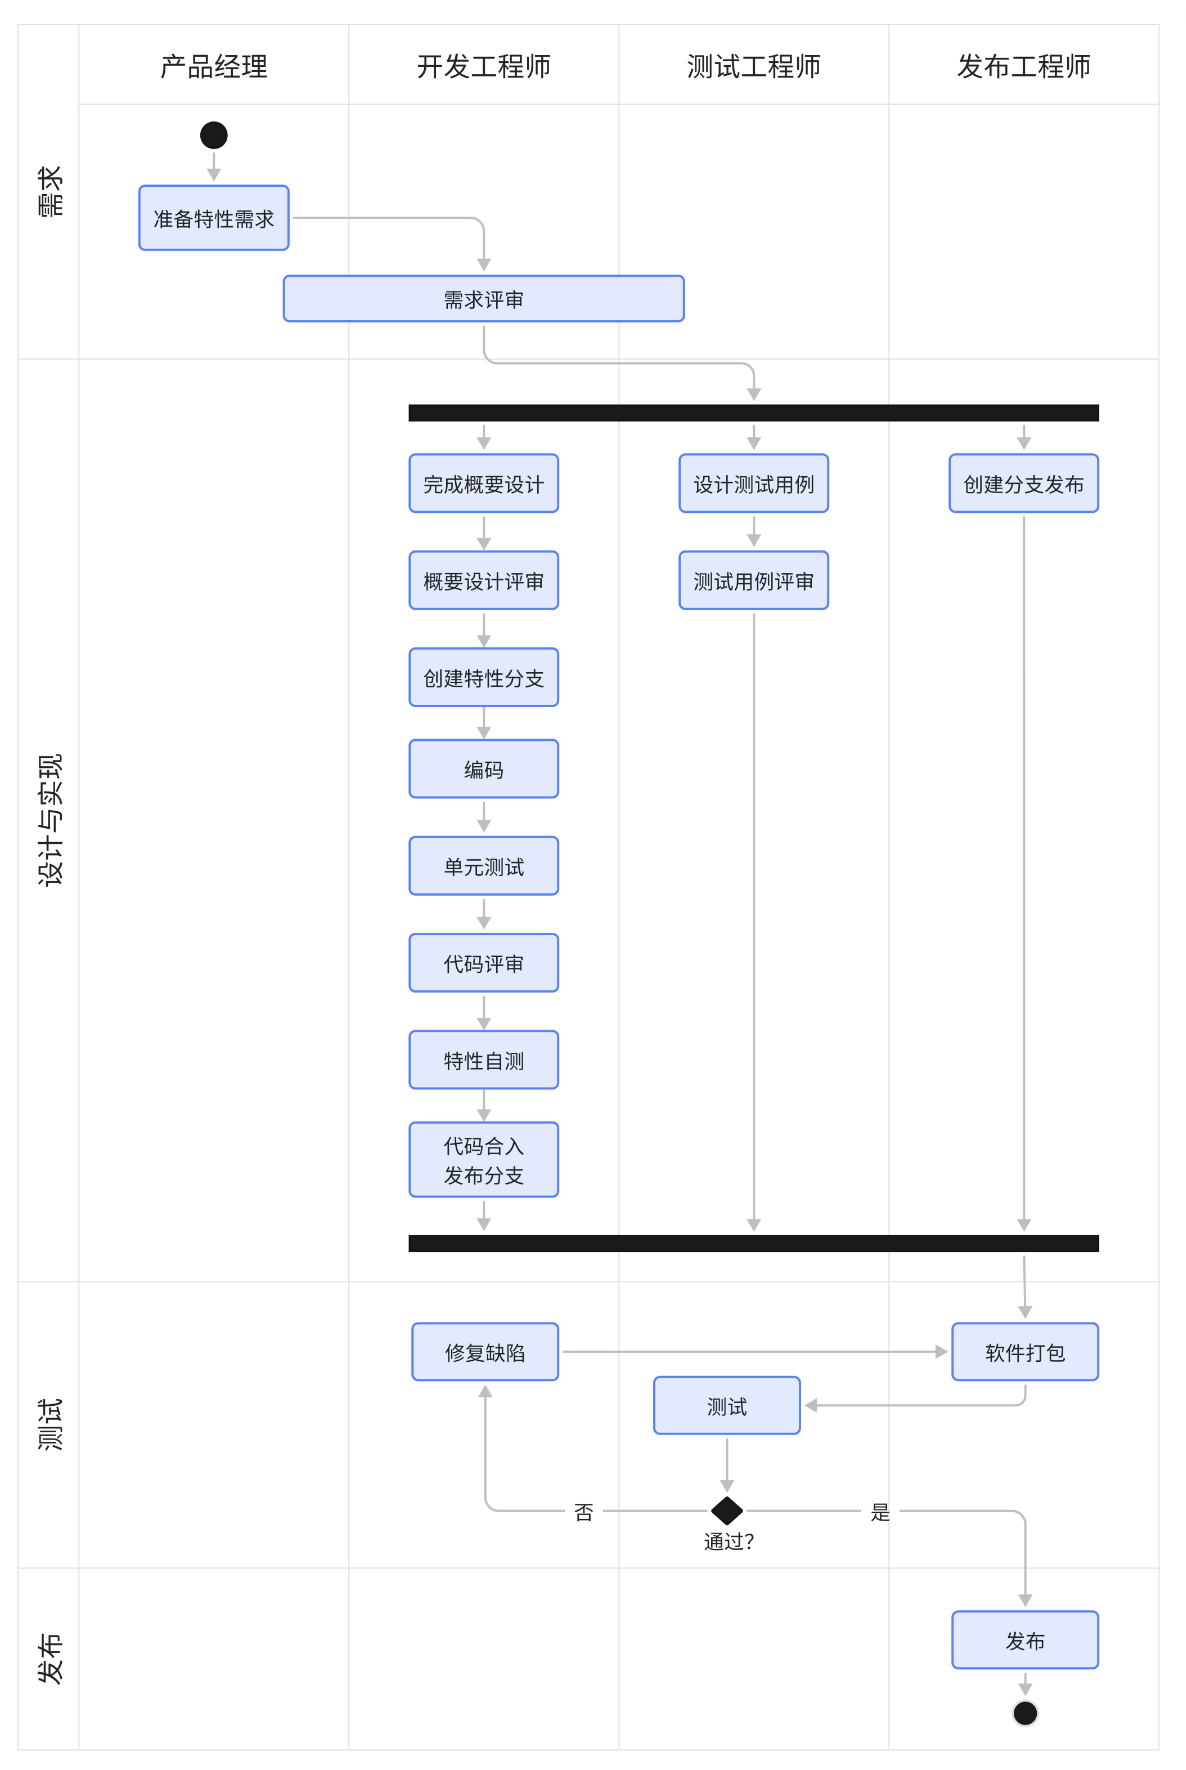 产品经理
开发工程师
测试工程师
发布工程师
需求
准备特性需求
需求评审
设计与实现
完成概要设计
设计测试用例
创建分支发布
概要设计评审
测试用例评审
创建特性分支
编码
单元测试
代码评审
特性自测
代码合入
发布分支
测试
修复缺陷
软件打包
测试
否
是
通过？
发布
发布